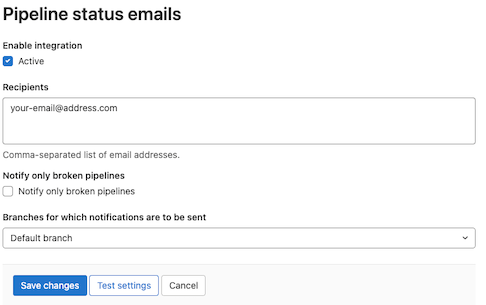 Pipeline status emails
Enable integration
Active
Recipients
your-email@address.com
Comma-separated list of email addresses.
Notify only broken pipelines
Notify only broken pipelines
Branches for which notifications are to be sent
Default branch
Save changes
Test settings
Cancel